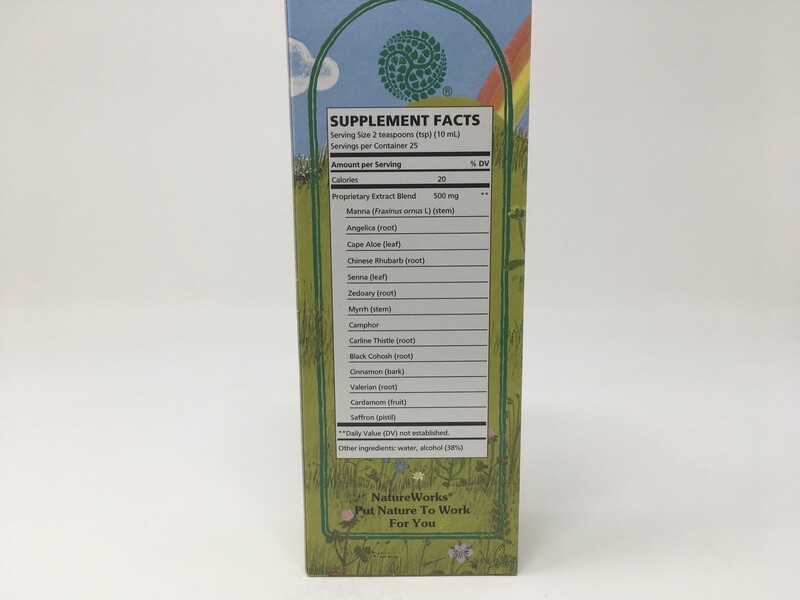 ®
SUPPLEMENT FACTS
Serving Size 2 teaspoons (tsp) (10 mL)
Servings per Container 25
Amount per Serving % DV
Calories 20
Proprietary Extract Blend 500 mg **
Manna (Fraxinus ornus L) (stem)
Angelica (root)
Cape Aloe (leaf)
Chinese Rhubarb (root)
Senna (leaf)
Zedoary (root)
Myrrh (stem)
Camphor
Carline Thistle (root)
Black Cohosh (root)
Cinnamon (bark)
Valerian (root)
Cardamom (fruit)
Saffron (pistil)
**Daily Value (DV) not established.
Other ingredients: water, alcohol (38%)
NatureWorks®
Put Nature To Work
For You